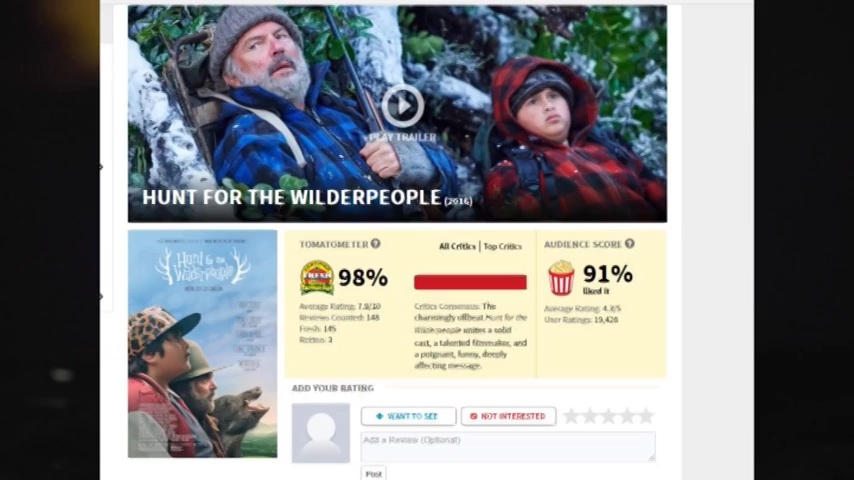 PLAY TRAILER
HUNT FOR THE WILDERPEOPLE (2016)
Hunt for the
Wilderpeople
TOMATOMETER ?
All Critics | Top Critics
AUDIENCE SCORE ?
FRESH
98%
91%
liked it
Average Rating: 7.9/10
Reviews Counted: 148
Fresh: 145
Rotten: 3
Critics Consensus: The
charmingly offbeat Hunt for the
Wilderpeople unites a solid
cast, a talented filmmaker, and
a poignant, funny, deeply
affecting message.
Average Rating: 4.3/5
User Ratings: 19,428
ADD YOUR RATING
WANT TO SEE
NOT INTERESTED
Add a Review (Optional)
Post